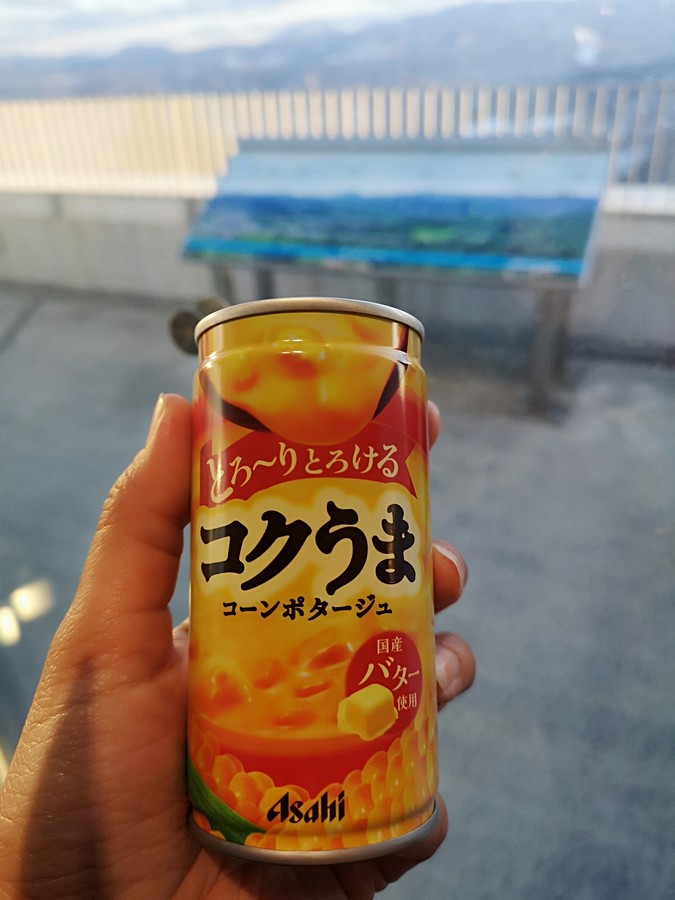 とろ〜りとろける
コクうま
コーンポタージュ
国産
バター
使用
Asahi